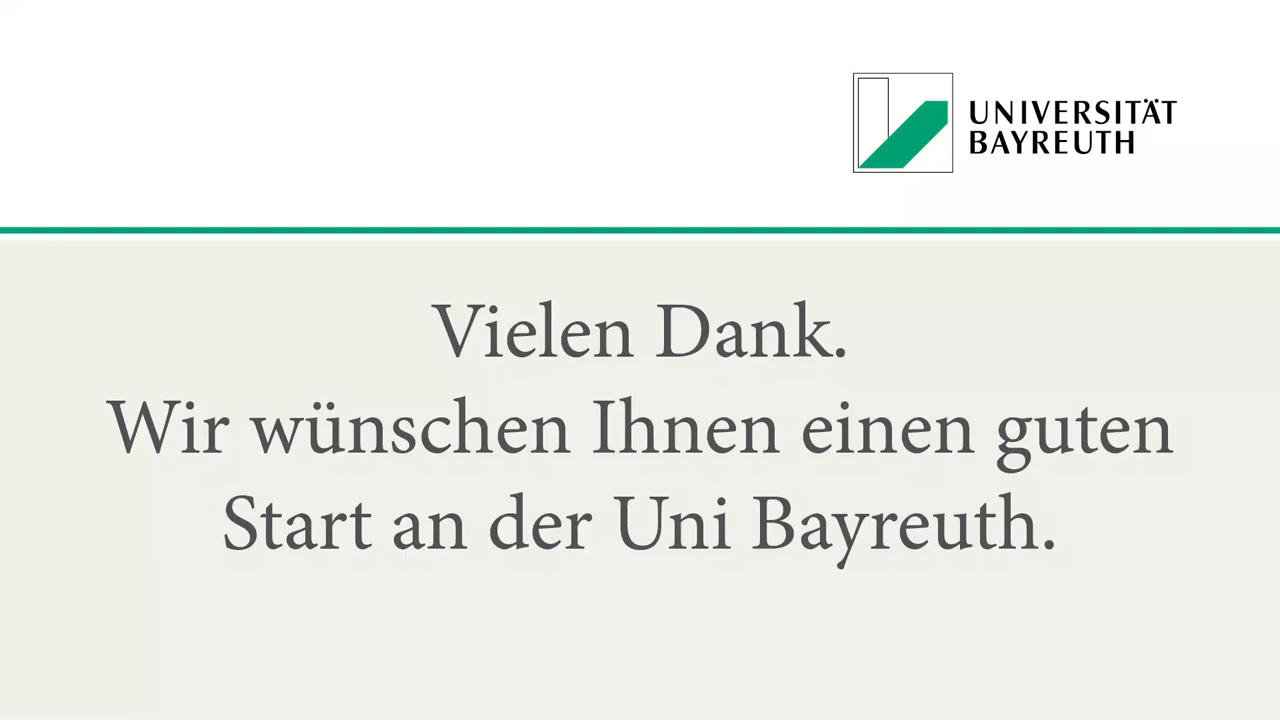 UNIVERSITÄT
BAYREUTH
Vielen Dank.
Wir wünschen Ihnen einen guten
Start an der Uni Bayreuth.